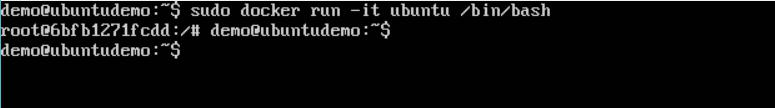 demo@ubuntudemo:~$ sudo docker run -it ubuntu /bin/bash
root@6bfb1271fcdd:/# demo@ubuntudemo:~$
demo@ubuntudemo:~$